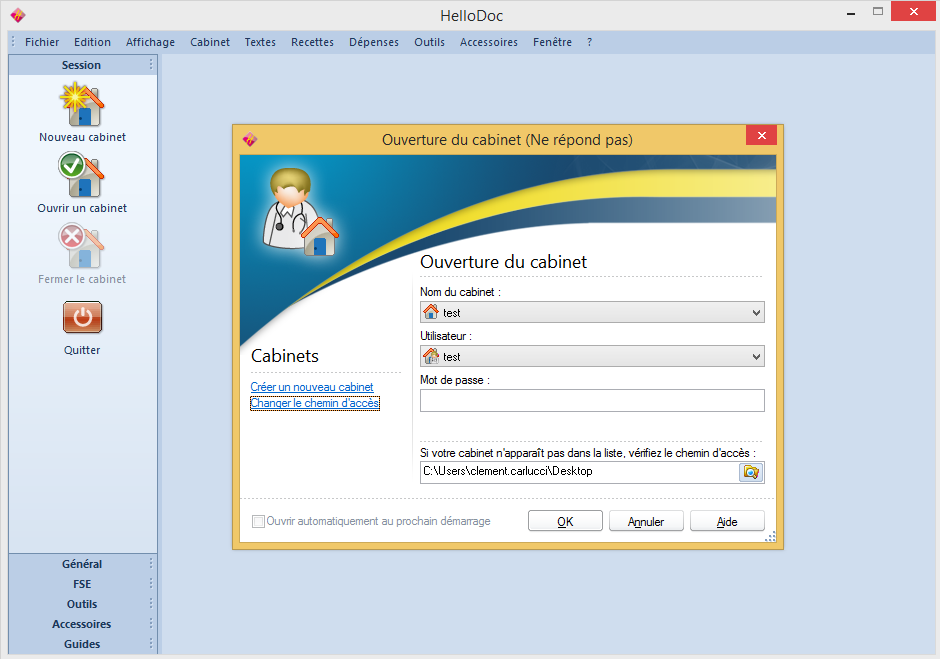 HelloDoc
Fichier Edition Affichage Cabinet Textes Recettes Dépenses Outils Accessoires Fenêtre ?
Session
Nouveau cabinet
Ouvrir un cabinet
Fermer le cabinet
Quitter
Général
FSE
Outils
Accessoires
Guides
Ouverture du cabinet (Ne répond pas)
Ouverture du cabinet
Nom du cabinet :
test
Utilisateur :
test
Mot de passe :
Cabinets
Créer un nouveau cabinet
Changer le chemin d'accès
Si votre cabinet n'apparaît pas dans la liste, vérifiez le chemin d'accès :
C:\Users\clement.carlucci\Desktop
Ouvrir automatiquement au prochain démarrage
OK Annuler Aide